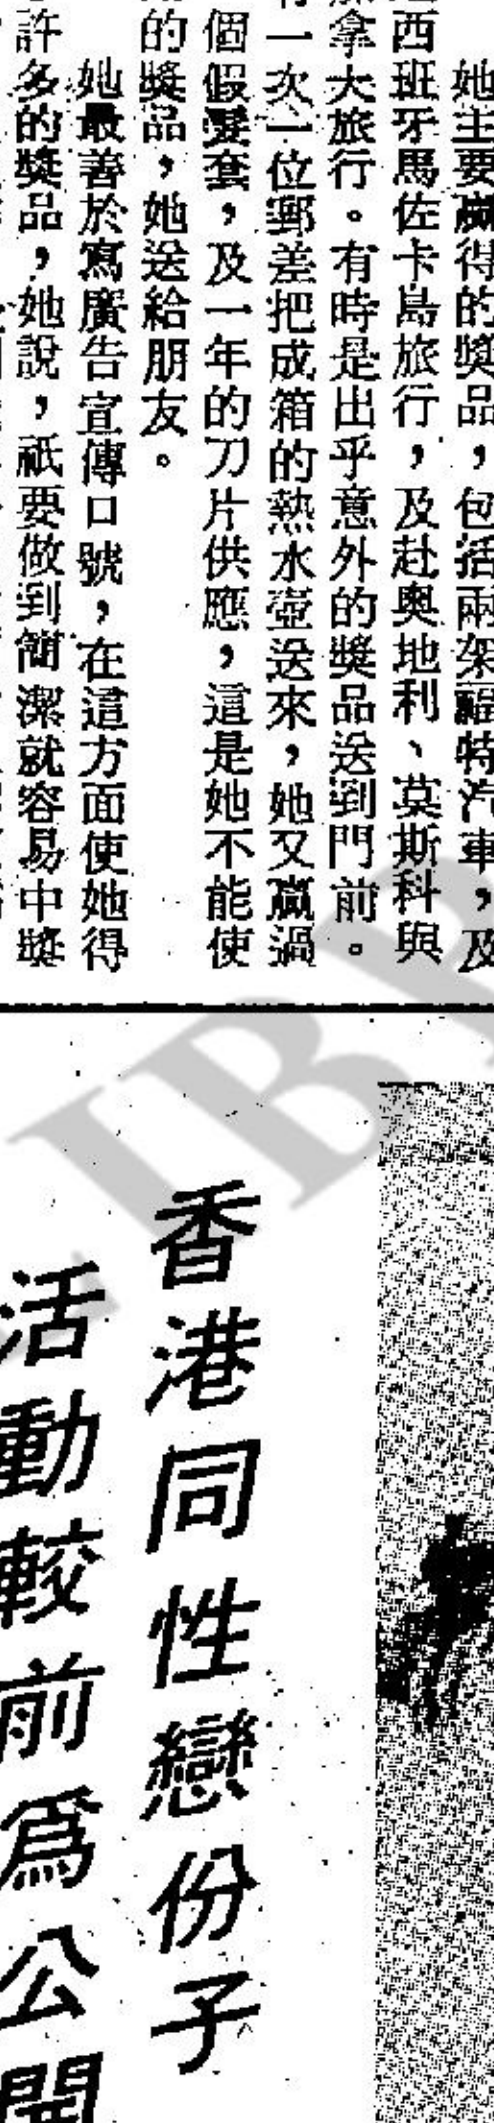 她主要贏得的獎品，包括兩架福特汽車，及
西班牙馬佐卡島旅行，及赴奧地利、莫斯科與
拿大旅行。有時是出乎意外的獎品送到門前。
一次一位郵差把成箱的熱水壺送來，她又贏過
個假髮套，及一年的刀片供應，這是她不能使
的獎品，她送給朋友。
她最善於寫廣告宣傳口號，在這方面使她得
許多的獎品，她說，祇要做到簡潔就容易中獎
香港同性戀份子
活動較前爲公開